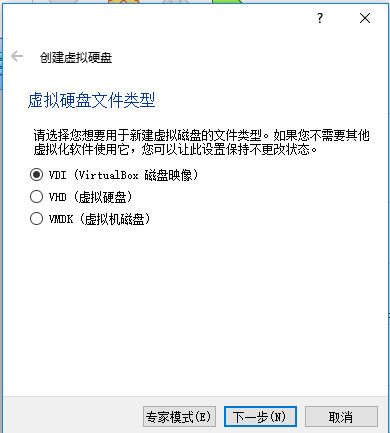 ?
创建虚拟硬盘
虚拟硬盘文件类型
请选择您想要用于新建虚拟磁盘的文件类型。如果您不需要其他
虚拟化软件使用它，您可以让此设置保持不更改状态。
VDI (VirtualBox 磁盘映像)
VHD (虚拟硬盘)
VMDK (虚拟机磁盘)
专家模式(E) 下一步(N) 取消